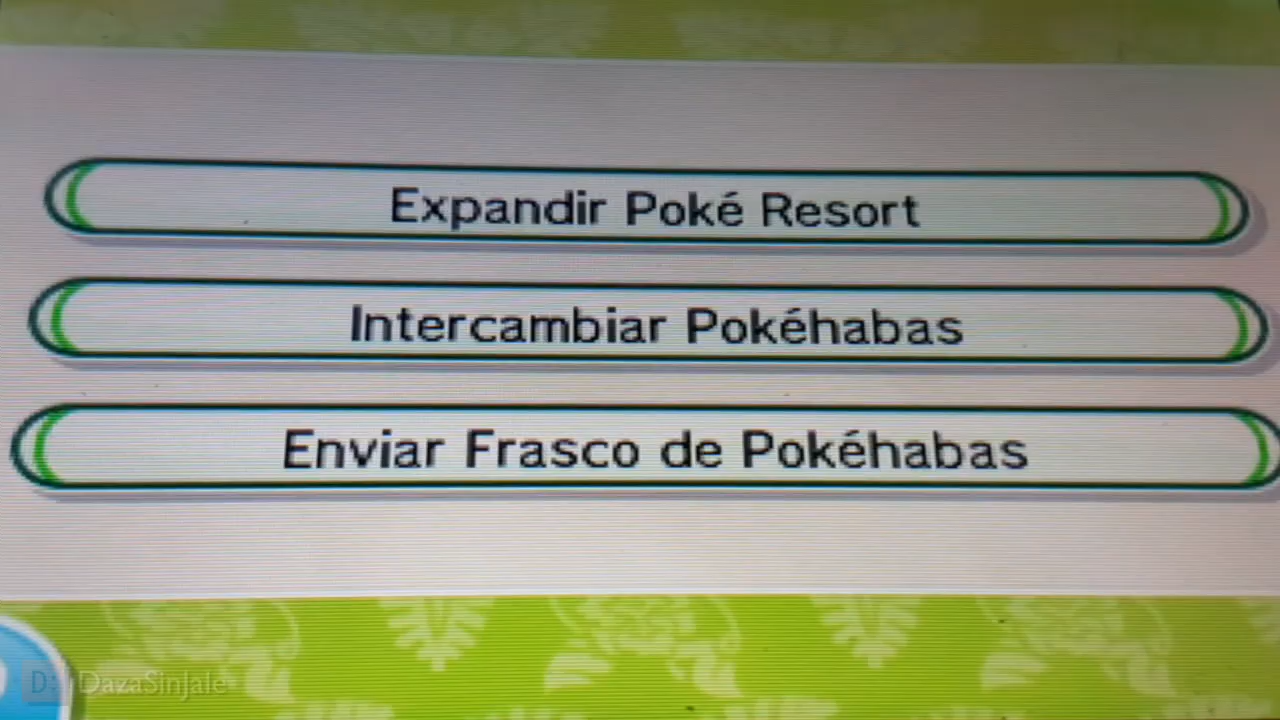 Expandir Poké Resort
Intercambiar Pokéhabas
Enviar Frasco de Pokéhabas
D:\DazaSinJale